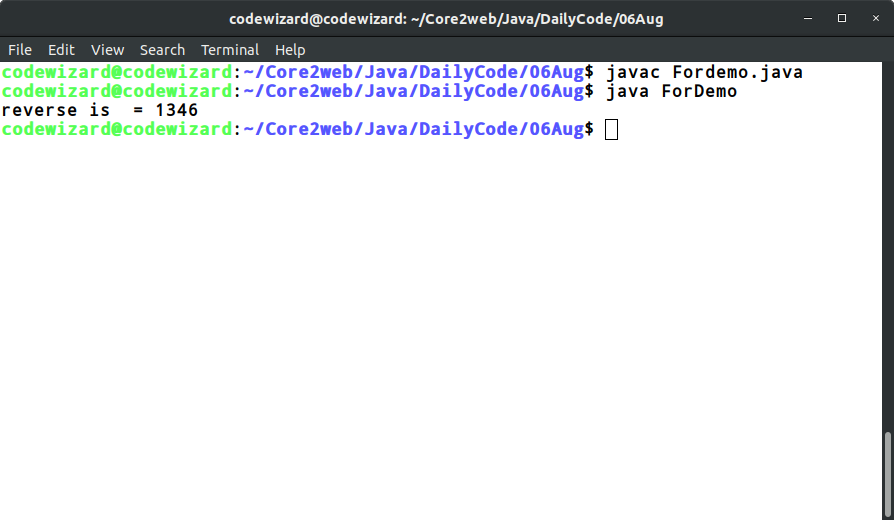 codewizard@codewizard: ~/Core2web/Java/DailyCode/06Aug
File Edit View Search Terminal Help
codewizard@codewizard:~/Core2web/Java/DailyCode/06Aug$ javac Fordemo.java
codewizard@codewizard:~/Core2web/Java/DailyCode/06Aug$ java ForDemo
reverse is  = 1346
codewizard@codewizard:~/Core2web/Java/DailyCode/06Aug$